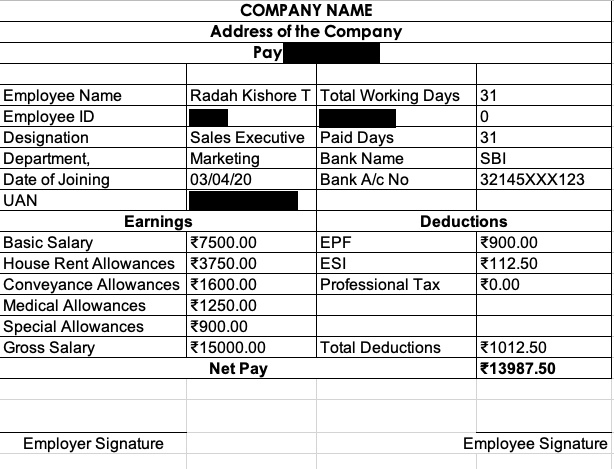 COMPANY NAME
Address of the Company
Pay
Employee Name Radah Kishore T Total Working Days 31
Employee ID 0
Designation Sales Executive Paid Days 31
Department, Marketing Bank Name SBI
Date of Joining 03/04/20 Bank A/c No 32145XXX123
UAN
Earnings Deductions
Basic Salary ₹7500.00 EPF ₹900.00
House Rent Allowances ₹3750.00 ESI ₹112.50
Conveyance Allowances ₹1600.00 Professional Tax ₹0.00
Medical Allowances ₹1250.00
Special Allowances ₹900.00
Gross Salary ₹15000.00 Total Deductions ₹1012.50
Net Pay ₹13987.50
Employer Signature Employee Signature